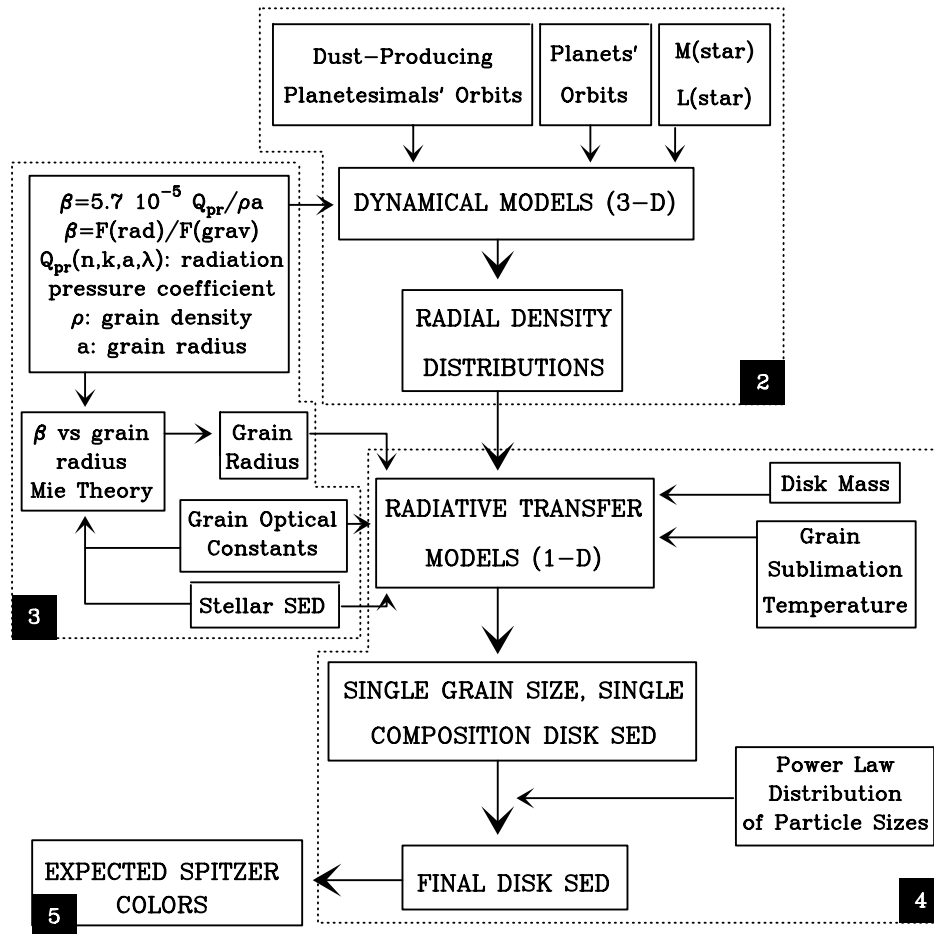 Dust−Producing
Planetesimals' Orbits
Planets'
Orbits
M(star)
L(star)
DYNAMICAL MODELS (3−D)
β=5.7 10⁻⁵ Qpr/ρa
β=F(rad)/F(grav)
Qpr(n,k,a,λ): radiation
pressure coefficient
ρ: grain density
a: grain radius
RADIAL DENSITY
DISTRIBUTIONS
2
β vs grain
radius
Mie Theory
Grain
Radius
Grain Optical
Constants
Stellar SED
3
RADIATIVE TRANSFER
MODELS (1−D)
Disk Mass
Grain
Sublimation
Temperature
SINGLE GRAIN SIZE, SINGLE
COMPOSITION DISK SED
Power Law
Distribution
of Particle Sizes
FINAL DISK SED
4
EXPECTED SPITZER
COLORS
5